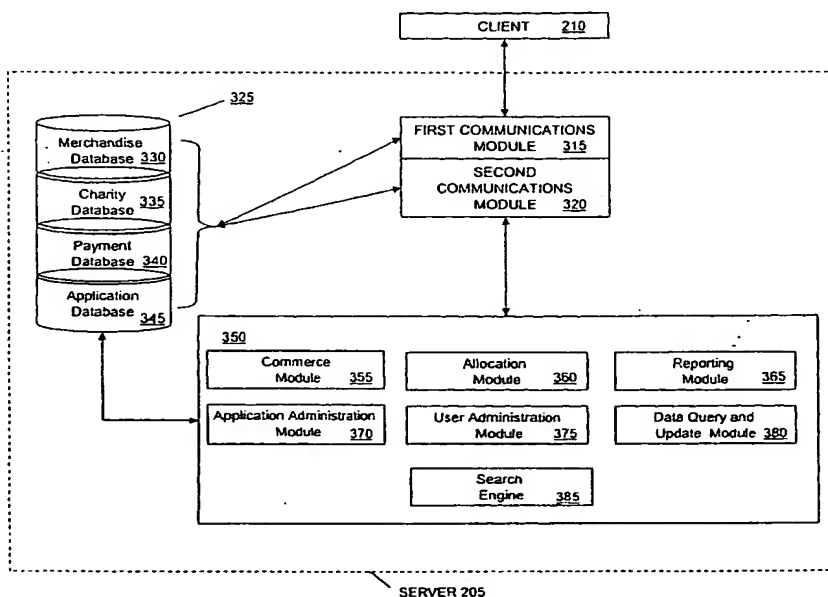 CLIENT 210
325
Merchandise
Database 330
Charity
Database 335
Payment
Database 340
Application
Database 345
FIRST COMMUNICATIONS
MODULE 315
SECOND
COMMUNICATIONS
MODULE 320
350
Commerce
Module 355
Allocation
Module 360
Reporting
Module 365
Application Administration
Module 370
User Administration
Module 375
Data Query and
Update Module 380
Search
Engine 385
SERVER 205